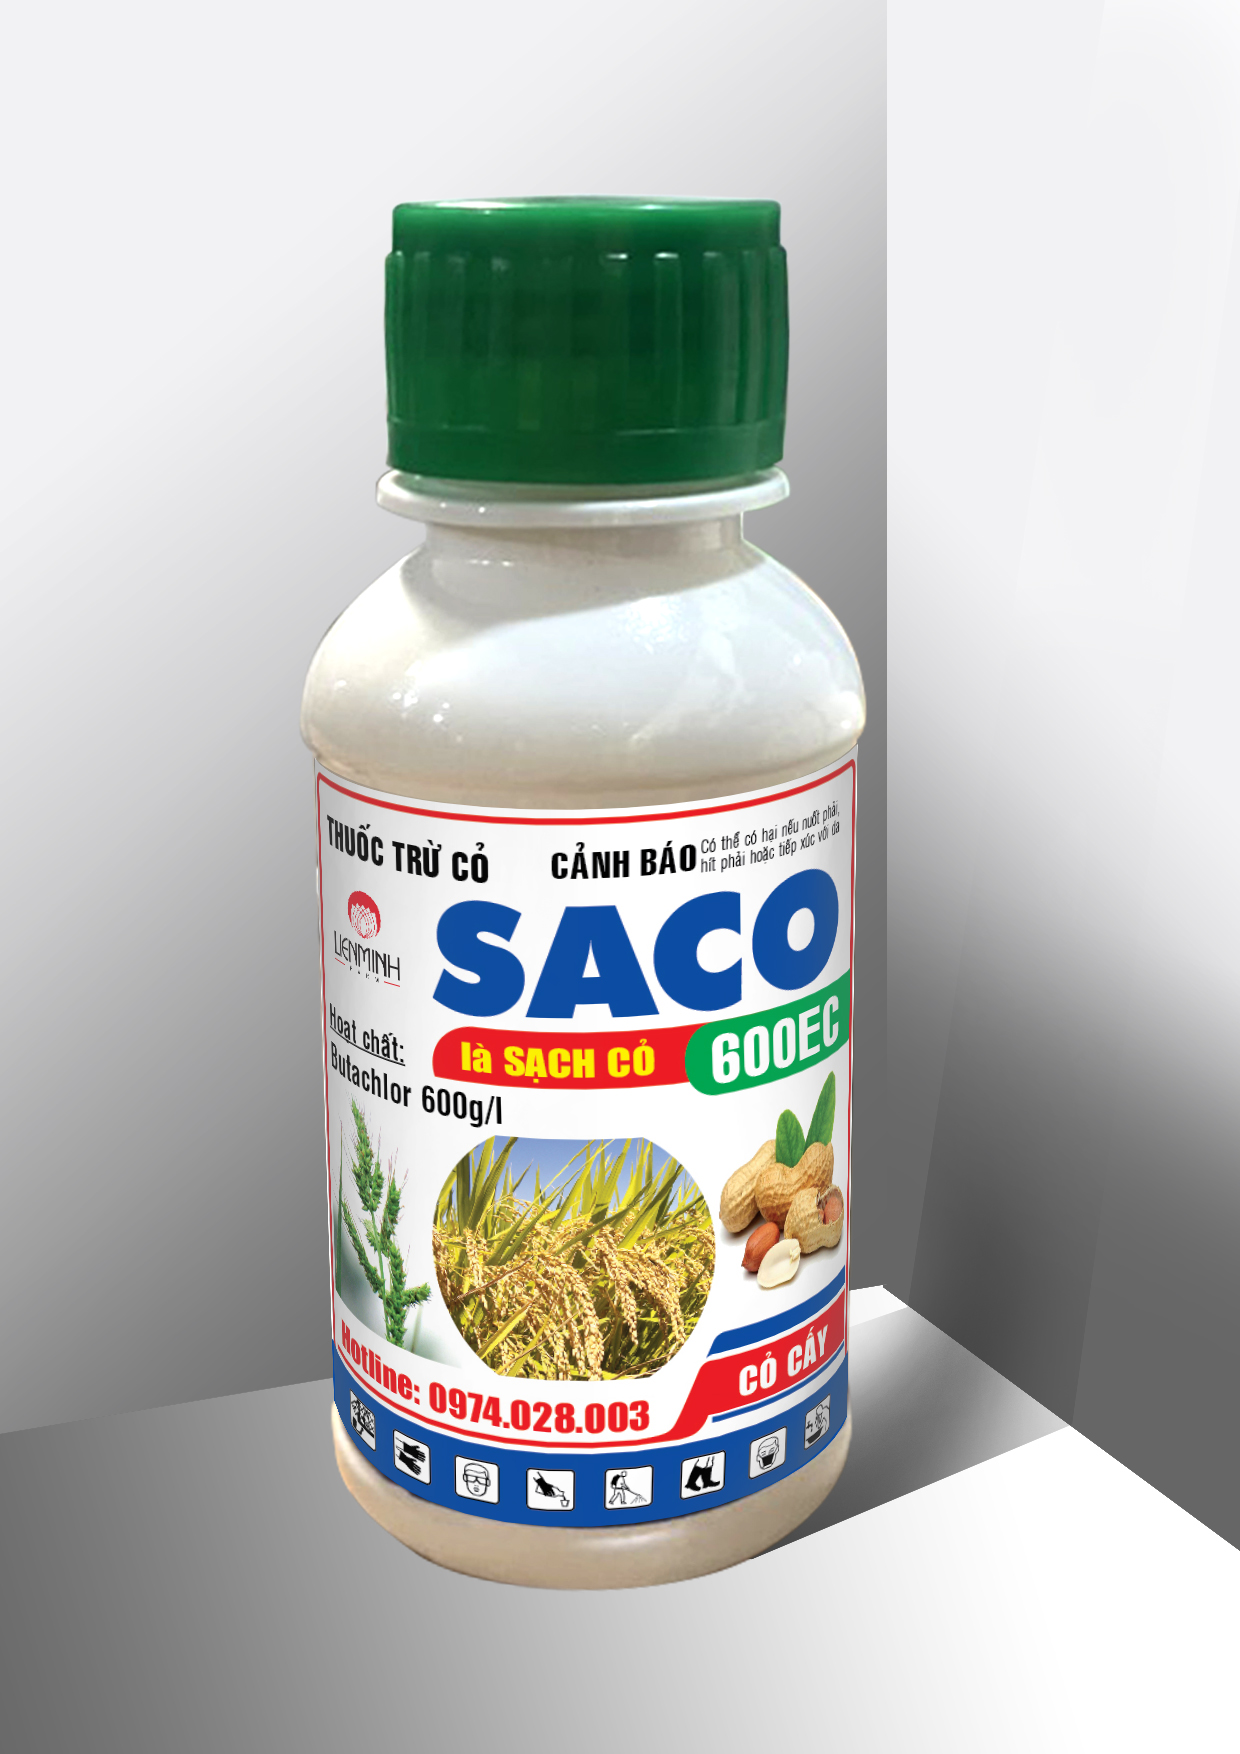 THUỐC TRỪ CỎ
CẢNH BÁO
Có thể có hại nếu nuốt phải,
hít phải hoặc tiếp xúc với da
LIENMINH
SACO
600EC
là SẠCH CỎ
Hoạt chất:
Butachlor 600g/l
CỎ CẤY
Hotline: 0974.028.003